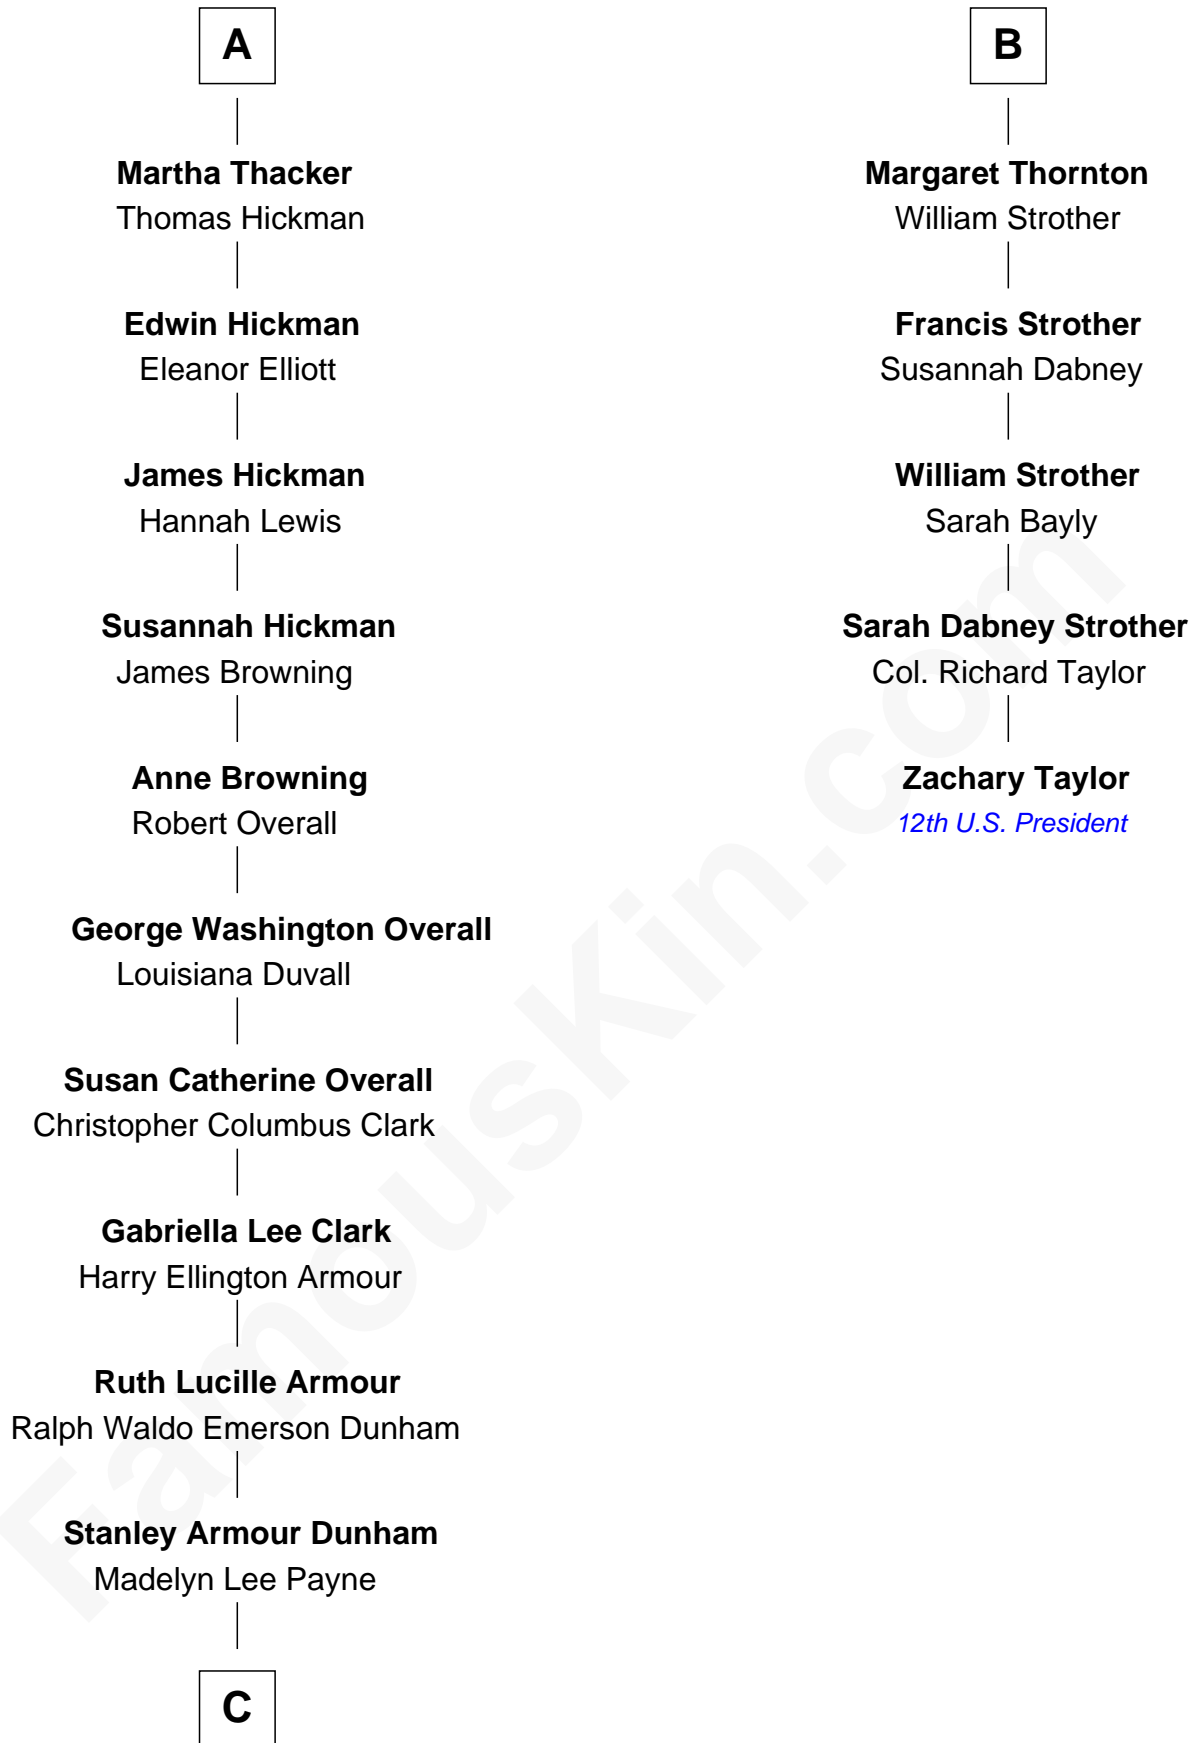 A
Martha Thacker
Thomas Hickman
Edwin Hickman
Eleanor Elliott
James Hickman
Hannah Lewis
Susannah Hickman
James Browning
Anne Browning
Robert Overall
George Washington Overall
Louisiana Duvall
Susan Catherine Overall
Christopher Columbus Clark
Gabriella Lee Clark
Harry Ellington Armour
Ruth Lucille Armour
Ralph Waldo Emerson Dunham
Stanley Armour Dunham
Madelyn Lee Payne
C
B
Margaret Thornton
William Strother
Francis Strother
Susannah Dabney
William Strother
Sarah Bayly
Sarah Dabney Strother
Col. Richard Taylor
Zachary Taylor
12th U.S. President
FamousKin.com